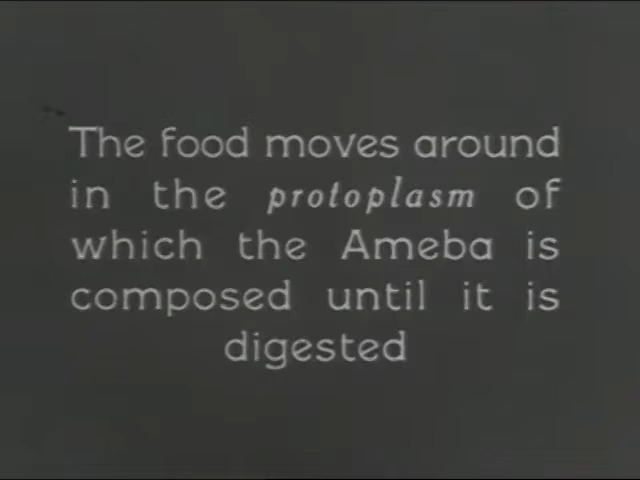 The food moves around
in the protoplasm of
which the Ameba is
composed until it is
digested